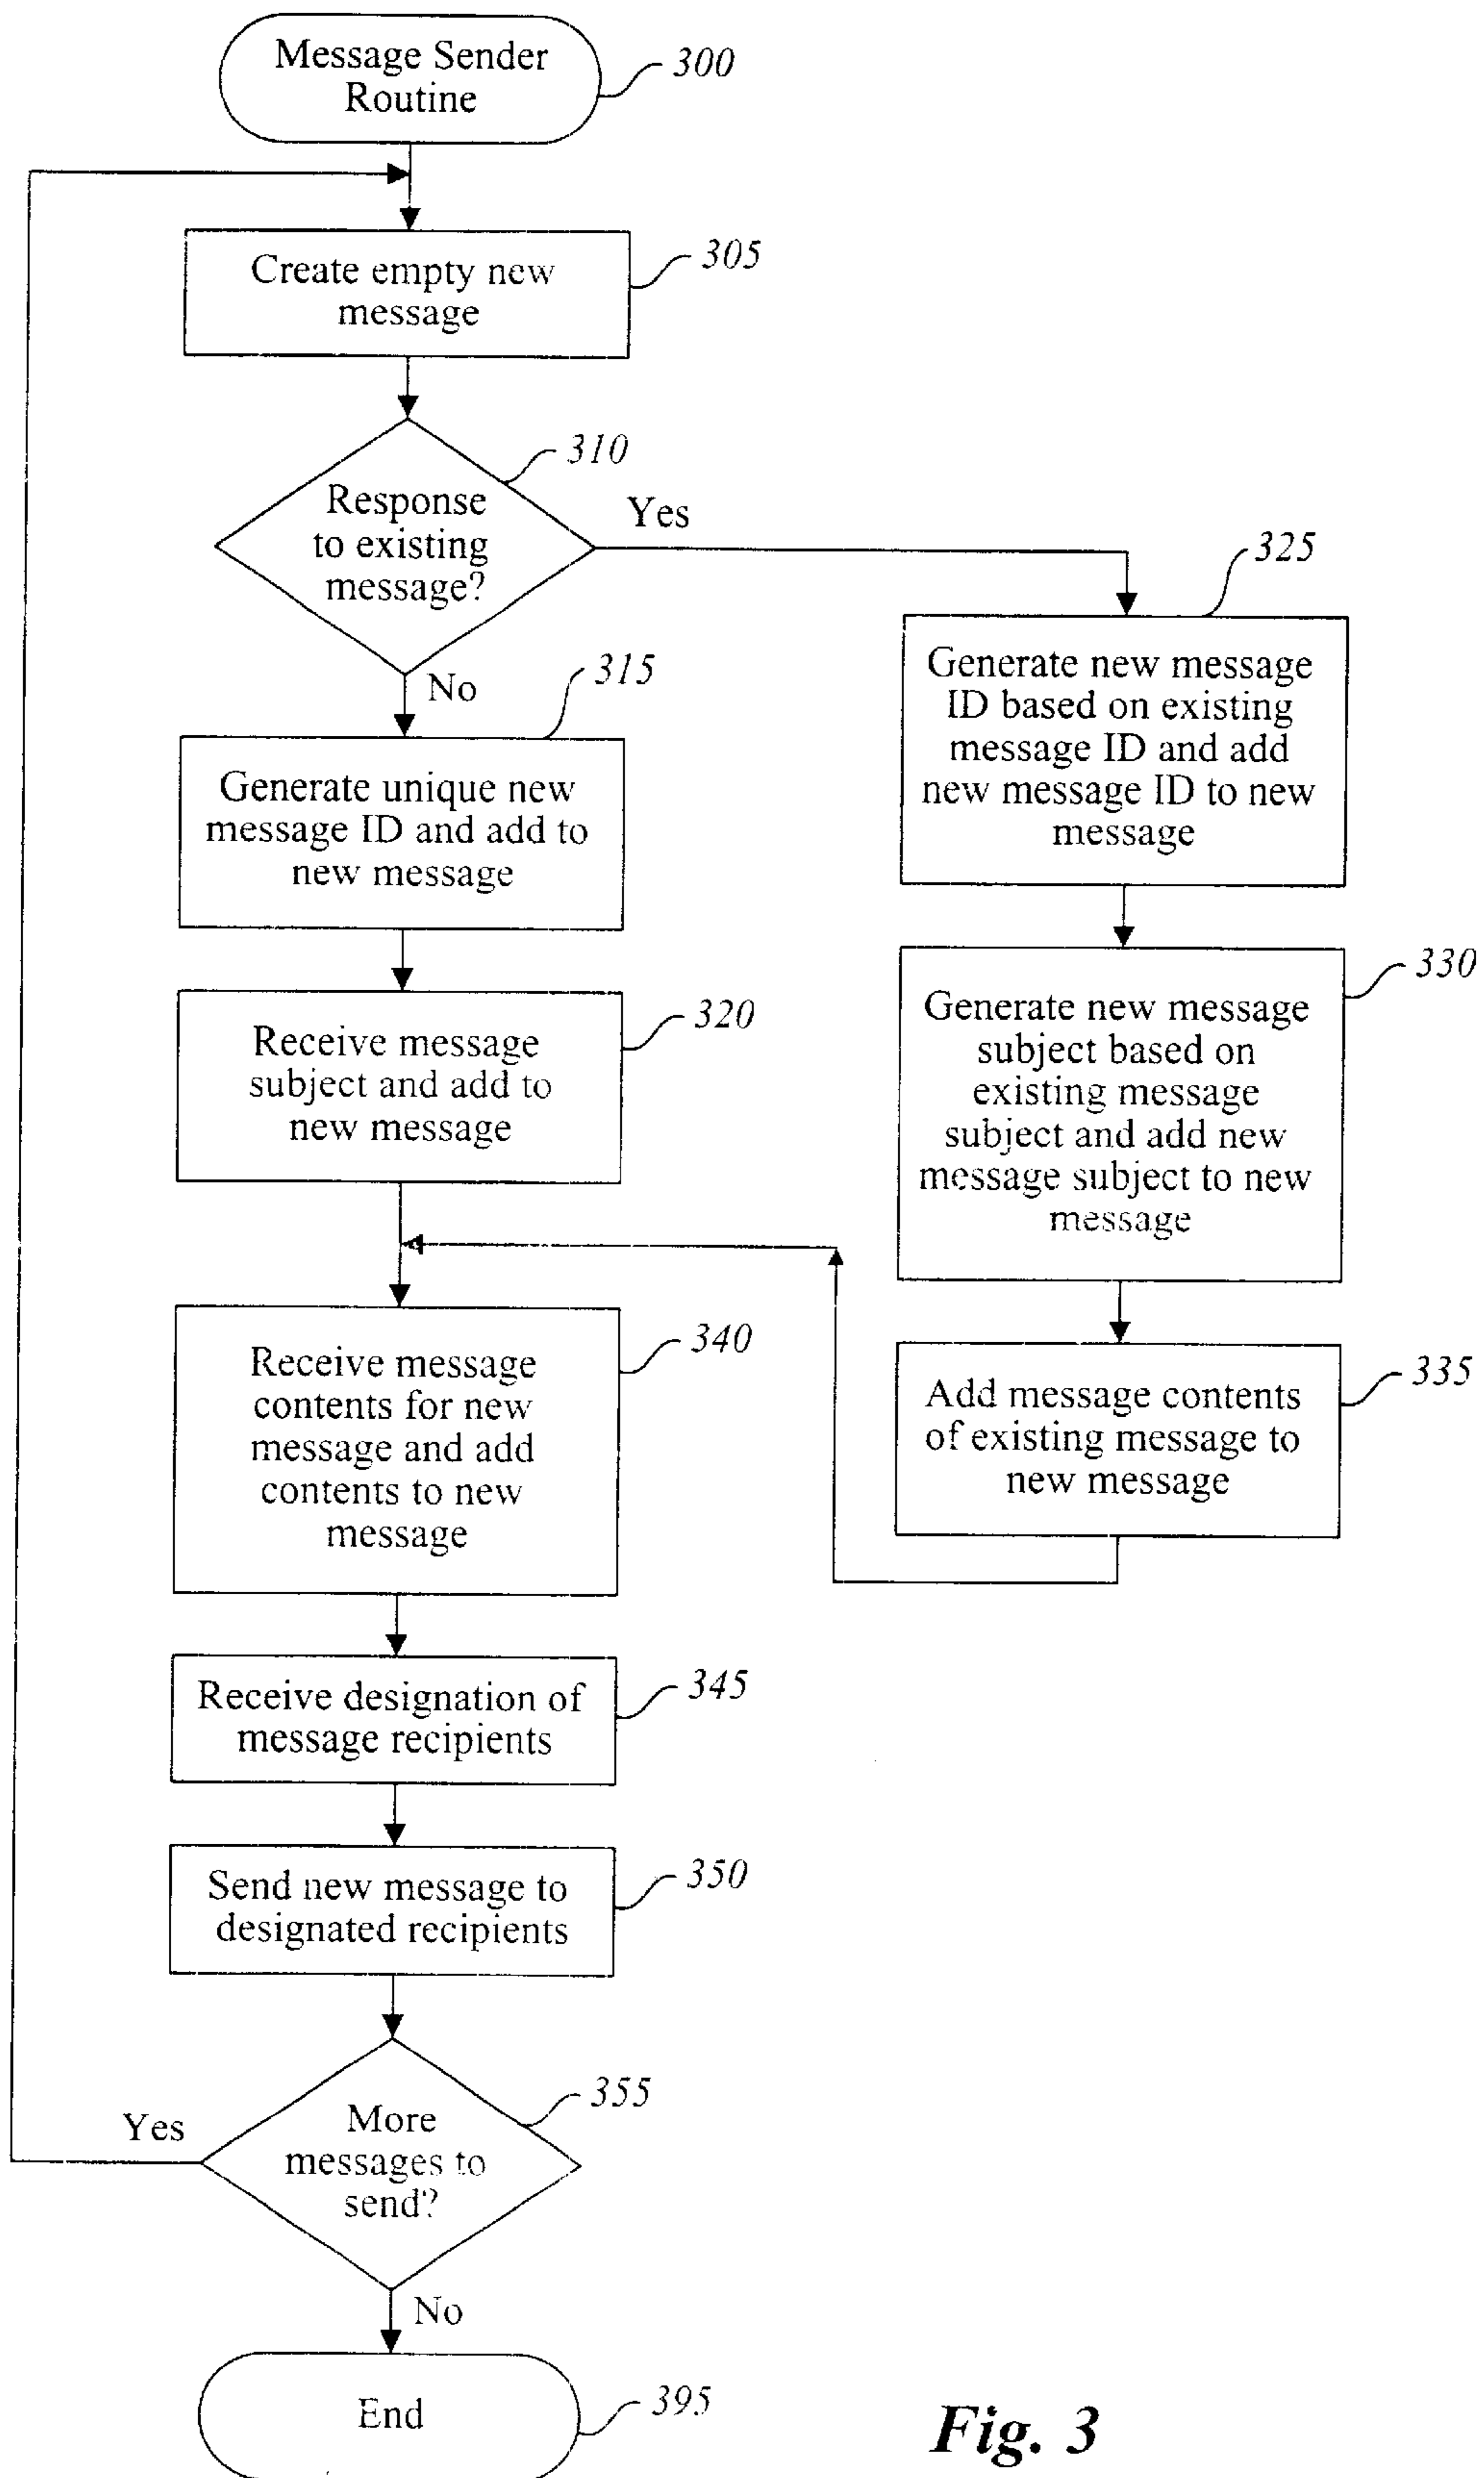 Message Sender
Routine
300
Create empty new
message
305
Response
to existing
message?
310
Yes
No
315
Generate unique new
message ID and add to
new message
325
Generate new message
ID based on existing
message ID and add
new message ID to new
message
Receive message
subject and add to
new message
320
Generate new message
subject based on
existing message
subject and add new
message subject to new
message
330
Receive message
contents for new
message and add
contents to new
message
340
Add message contents
of existing message to
new message
335
Receive designation of
message recipients
345
Send new message to
designated recipients
350
More
messages to
send?
355
Yes
No
End
395
Fig. 3